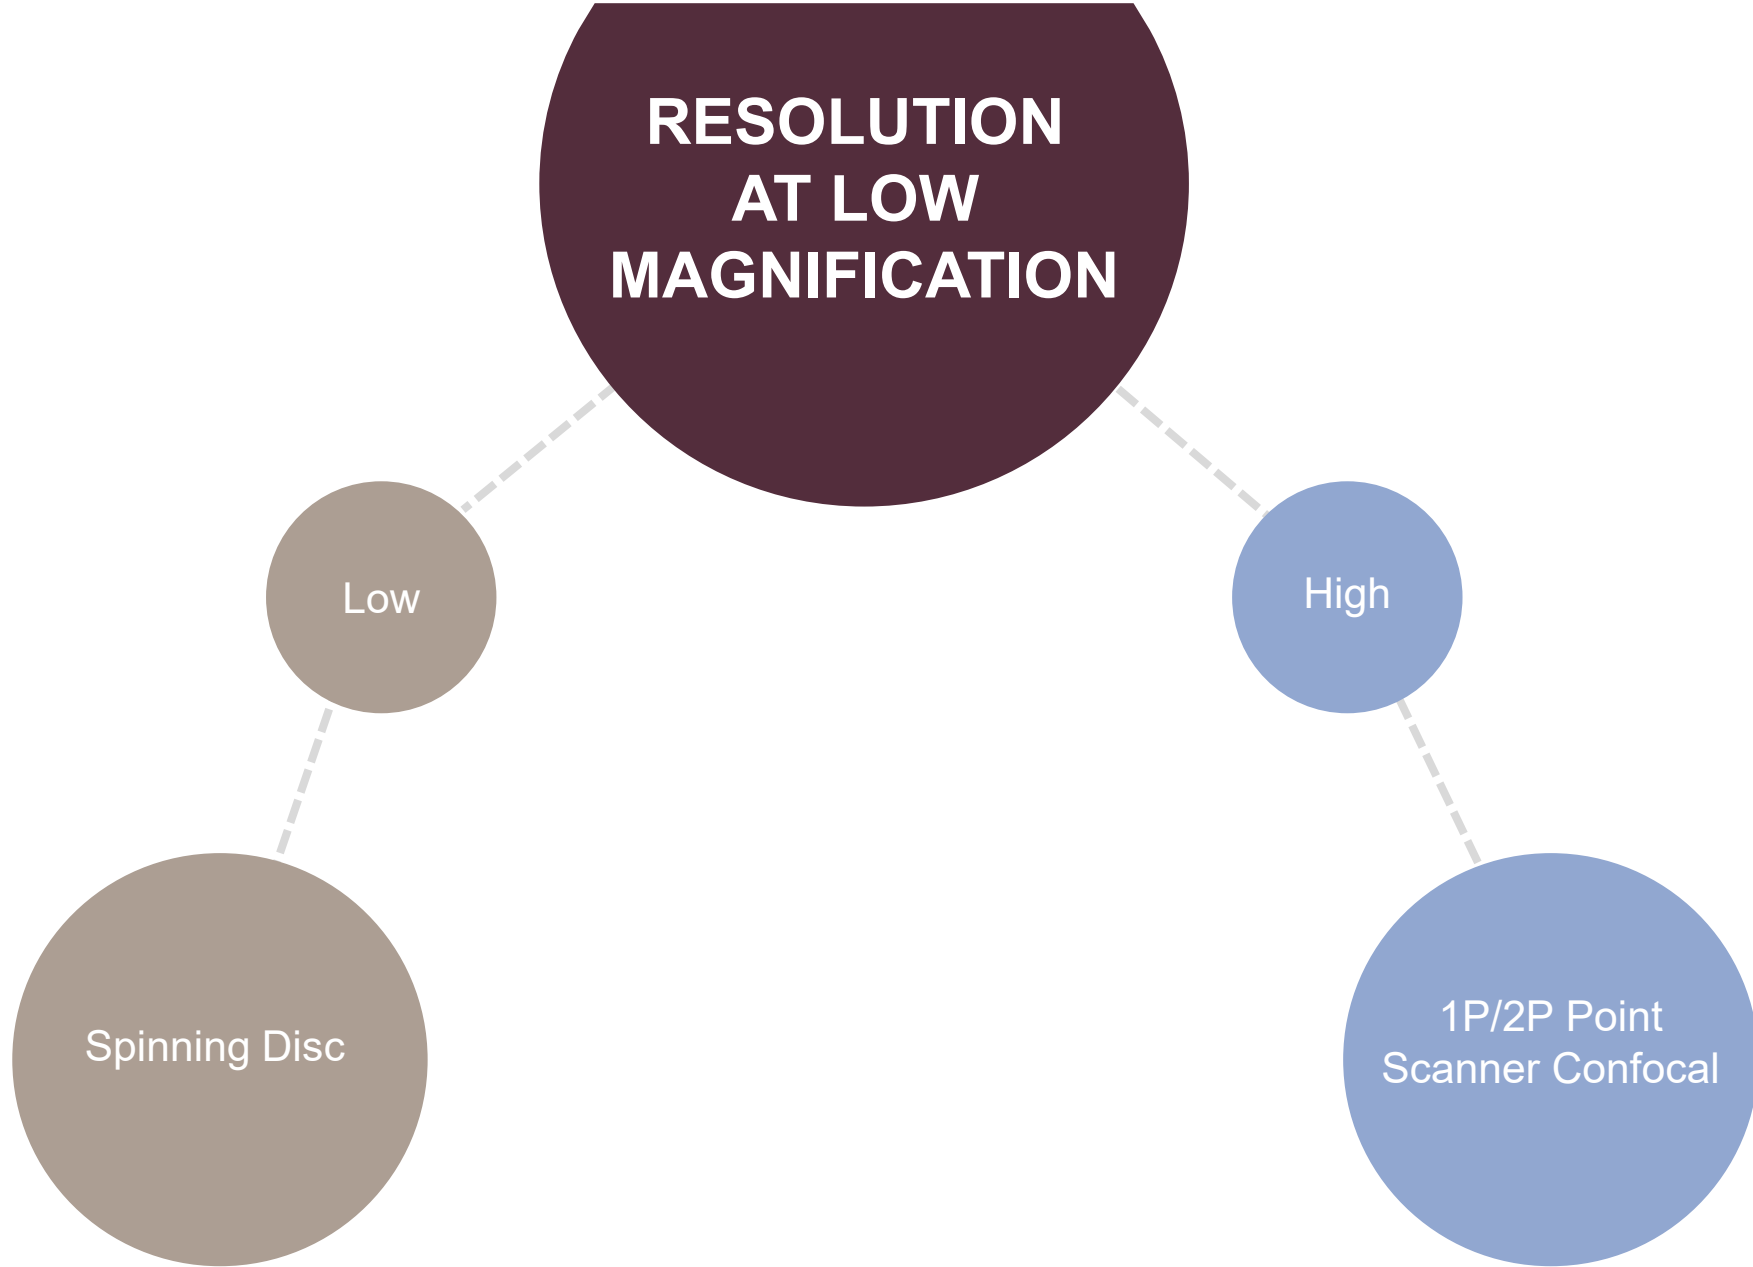 RESOLUTION
AT LOW
MAGNIFICATION
Low
High
Spinning Disc
1P/2P Point
Scanner Confocal